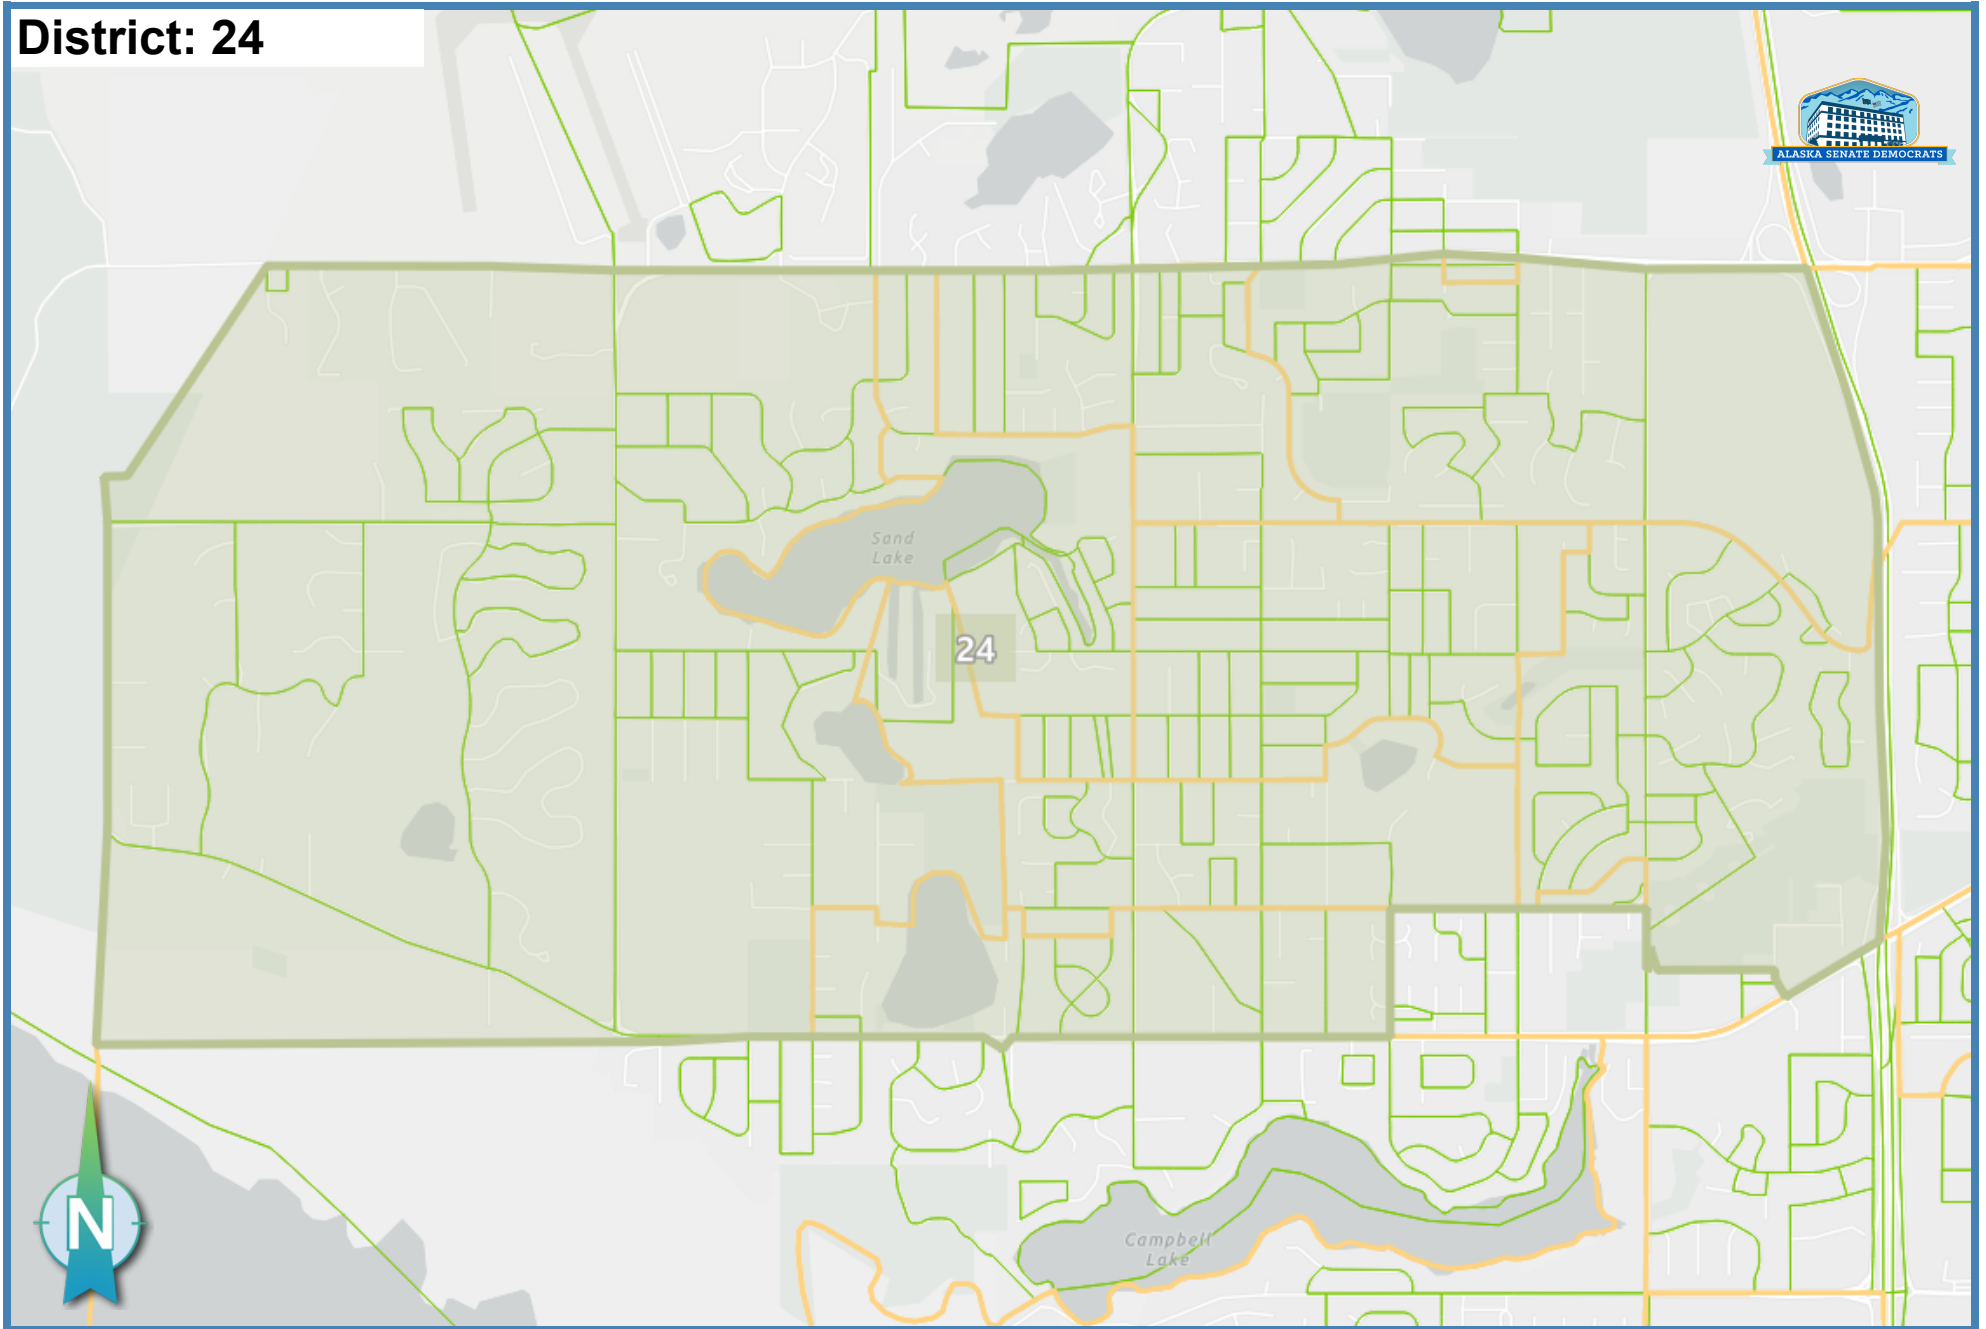 District: 24
ALASKA SENATE DEMOCRATS
Sand
Lake
24
N
Campbell
Lake